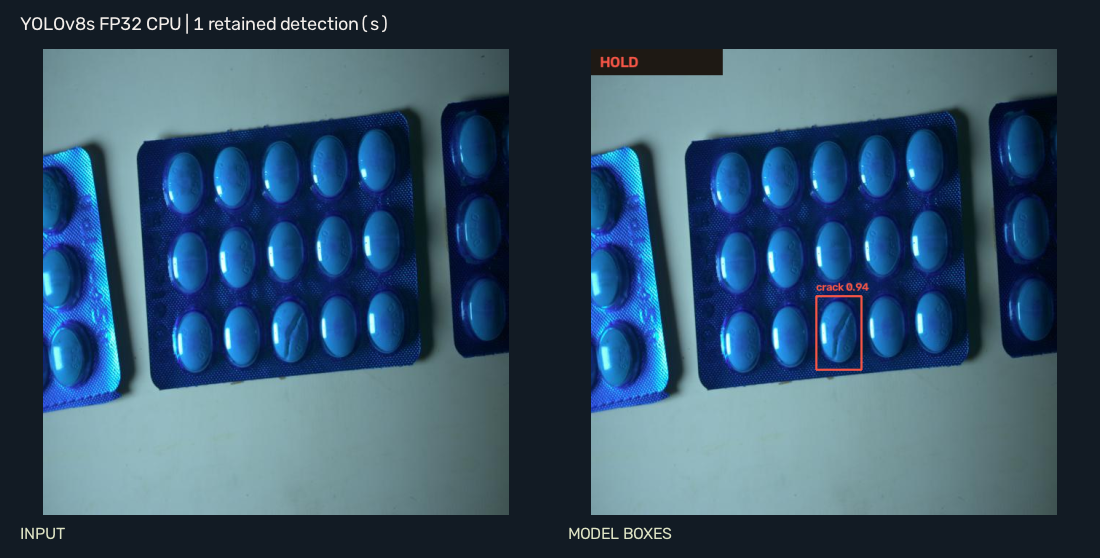 YOLOv8s FP32 CPU | 1 retained detection(s)
HOLD
crack 0.94
INPUT
MODEL BOXES